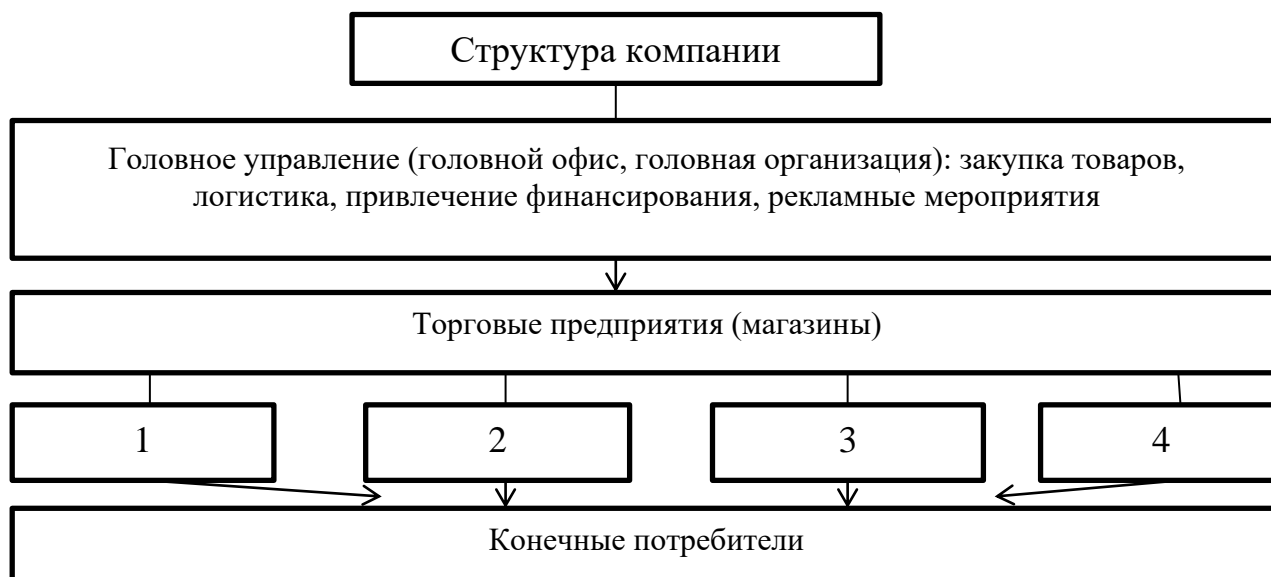 Структура компании
Головное управление (головной офис, головная организация): закупка товаров,
логистика, привлечение финансирования, рекламные мероприятия
Торговые предприятия (магазины)
1
2
3
4
Конечные потребители